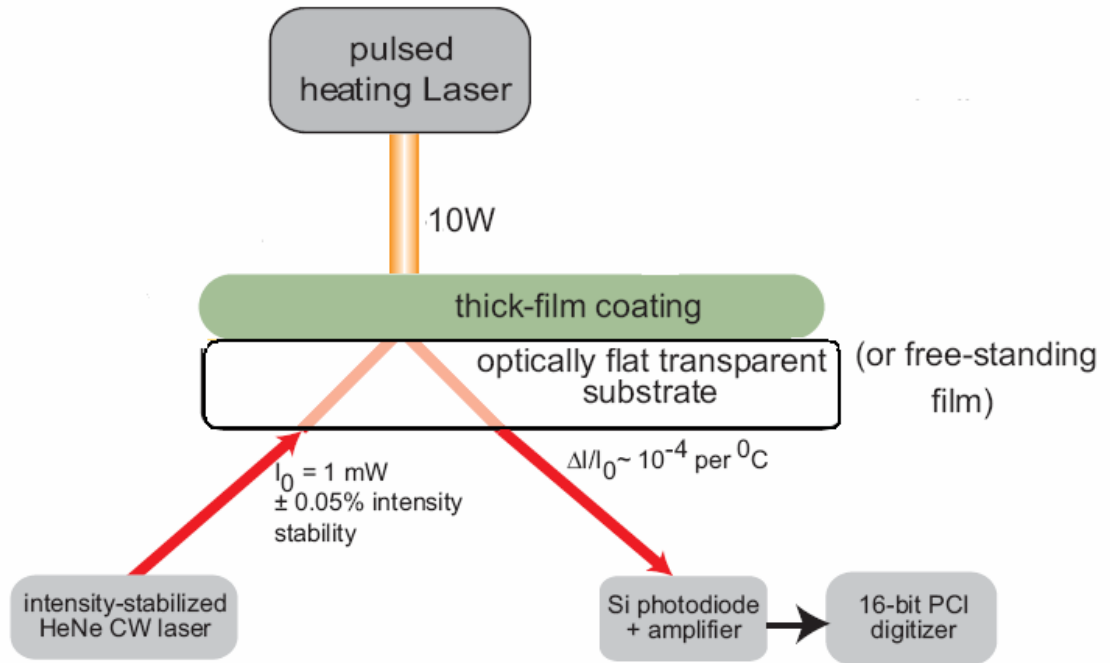 pulsed
heating Laser
10W
thick-film coating
optically flat transparent
substrate
(or free-standing
film)
I₀ = 1 mW
± 0.05% intensity
stability
ΔI/I₀~ 10⁻⁴ per ⁰C
intensity-stabilized
HeNe CW laser
Si photodiode
+ amplifier
16-bit PCI
digitizer